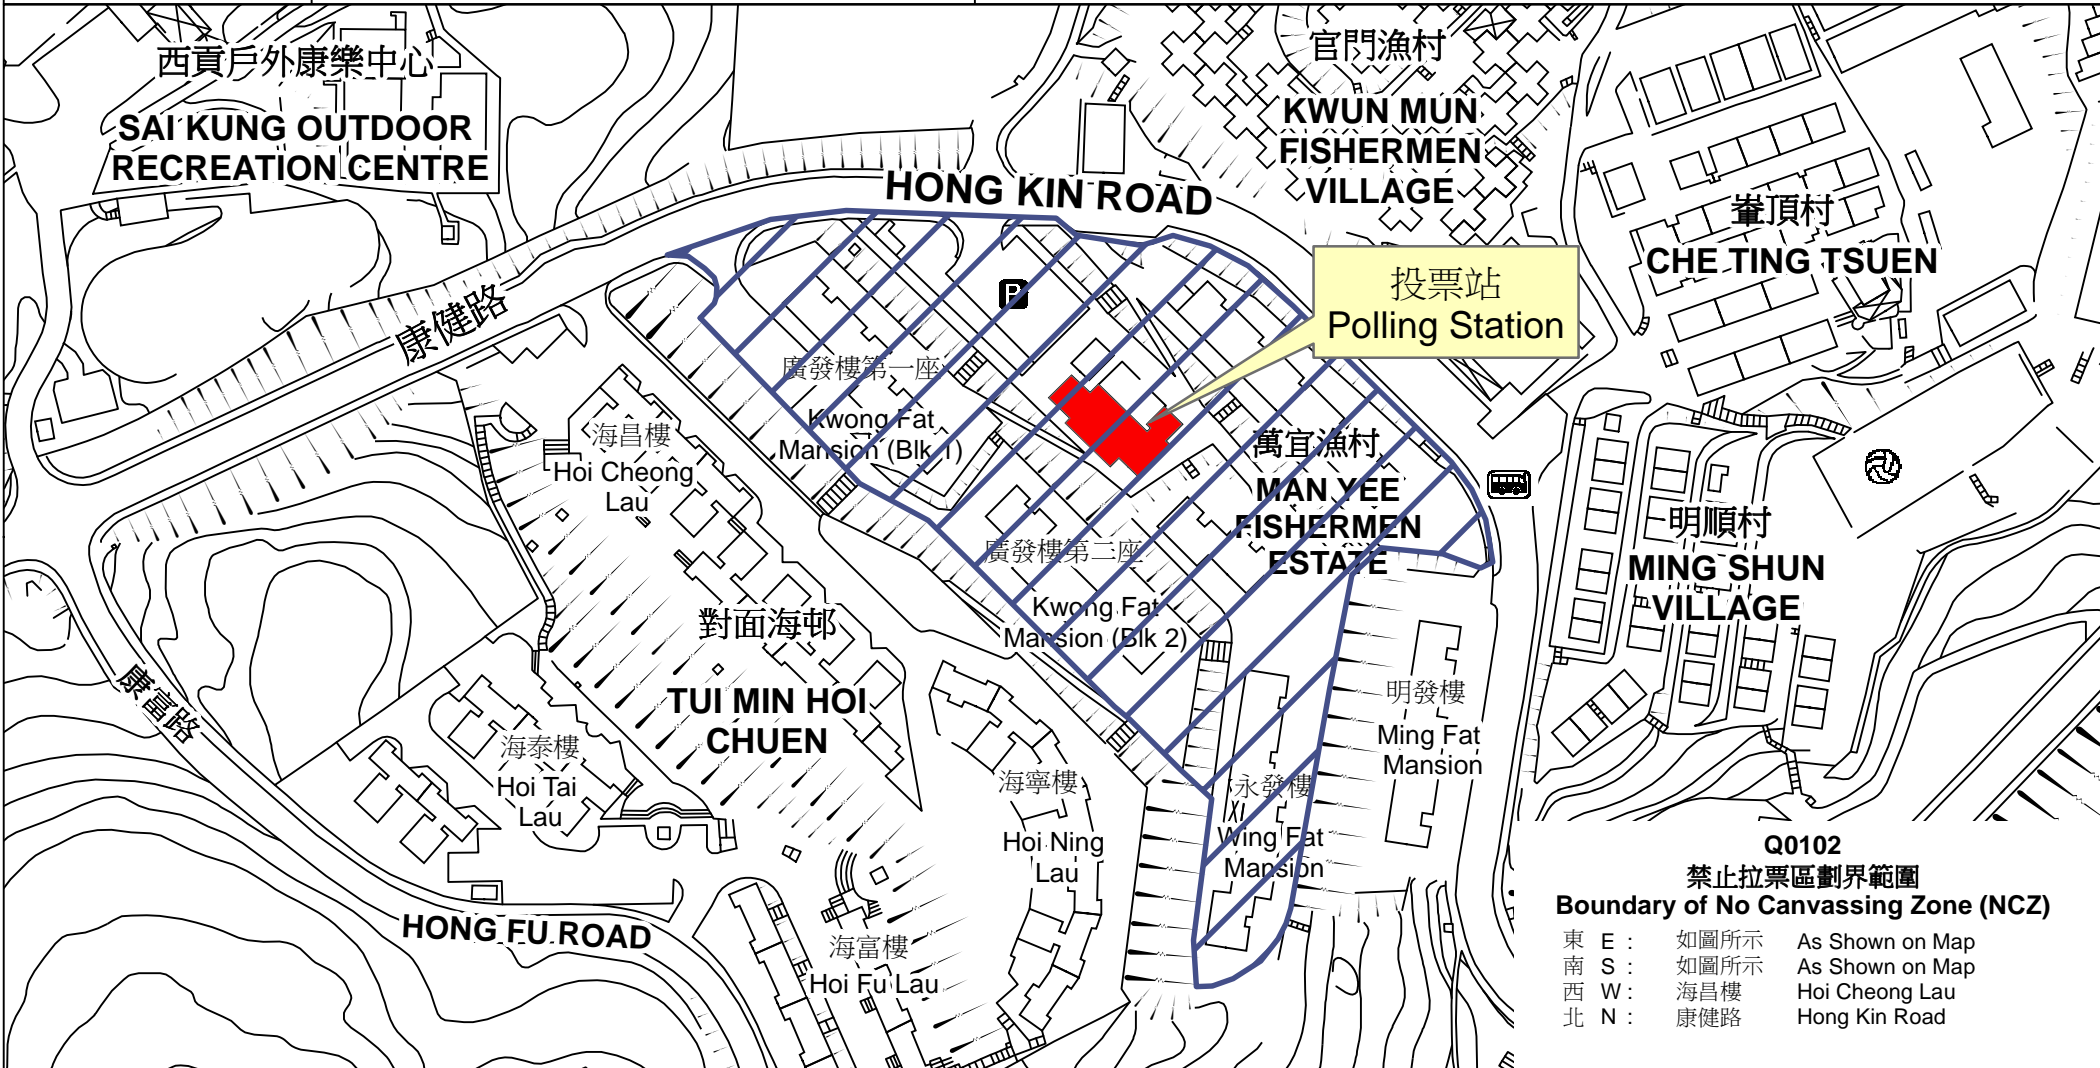 西貢戶外康樂中心
SAI KUNG OUTDOOR
RECREATION CENTRE
官門漁村
KWUN MUN
FISHERMEN
VILLAGE
HONG KIN ROAD
輋頂村
CHE TING TSUEN
投票站
Polling Station
P
康健路
廣發樓第一座
Kwong Fat
Mansion (Blk 1)
海昌樓
Hoi Cheong
Lau
萬宜漁村
MAN YEE
FISHERMEN
ESTATE
明順村
MING SHUN
VILLAGE
廣發樓第二座
Kwong Fat
Mansion (Blk 2)
對面海邨
TUI MIN HOI
CHUEN
康富路
海泰樓
Hoi Tai
Lau
明發樓
Ming Fat
Mansion
海寧樓
Hoi Ning
Lau
永發樓
Wing Fat
Mansion
HONG FU ROAD
海富樓
Hoi Fu Lau
Q0102
禁止拉票區劃界範圍
Boundary of No Canvassing Zone (NCZ)
東 E : 如圖所示 As Shown on Map
南 S : 如圖所示 As Shown on Map
西 W : 海昌樓 Hoi Cheong Lau
北 N : 康健路 Hong Kin Road